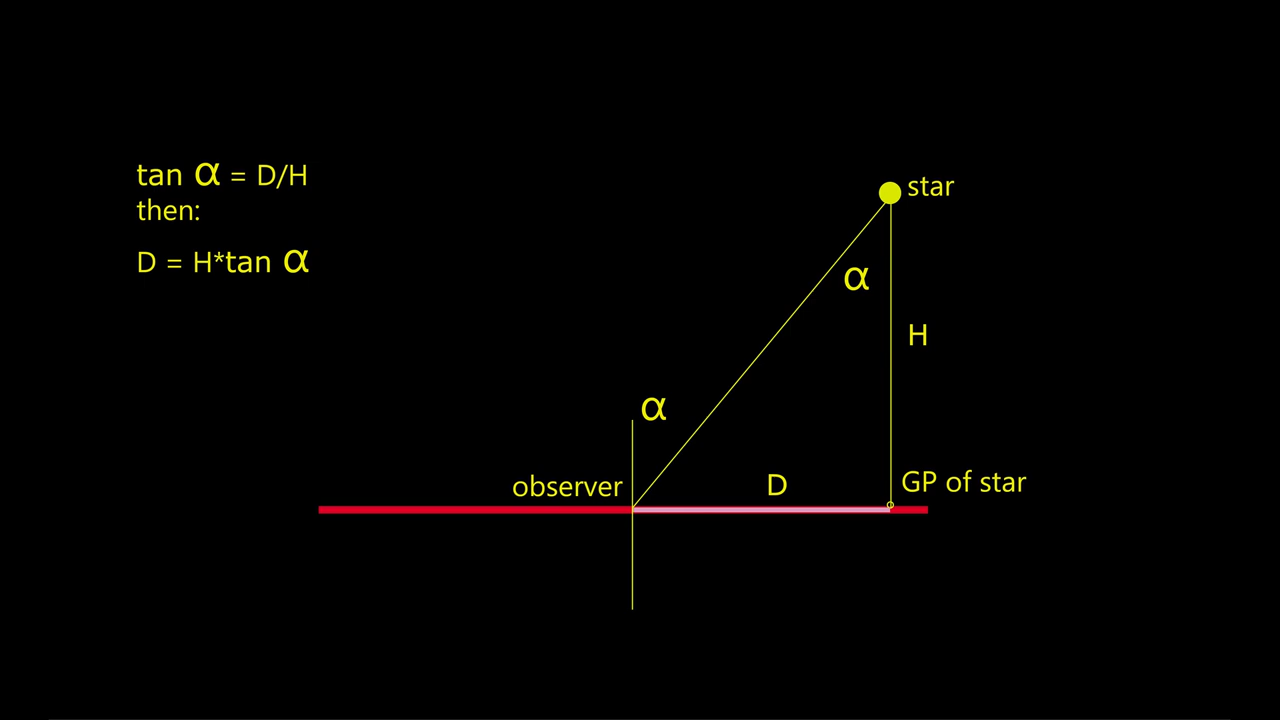 tan α = D/H
then:
D = H*tan α
star
α
H
α
observer
D
GP of star